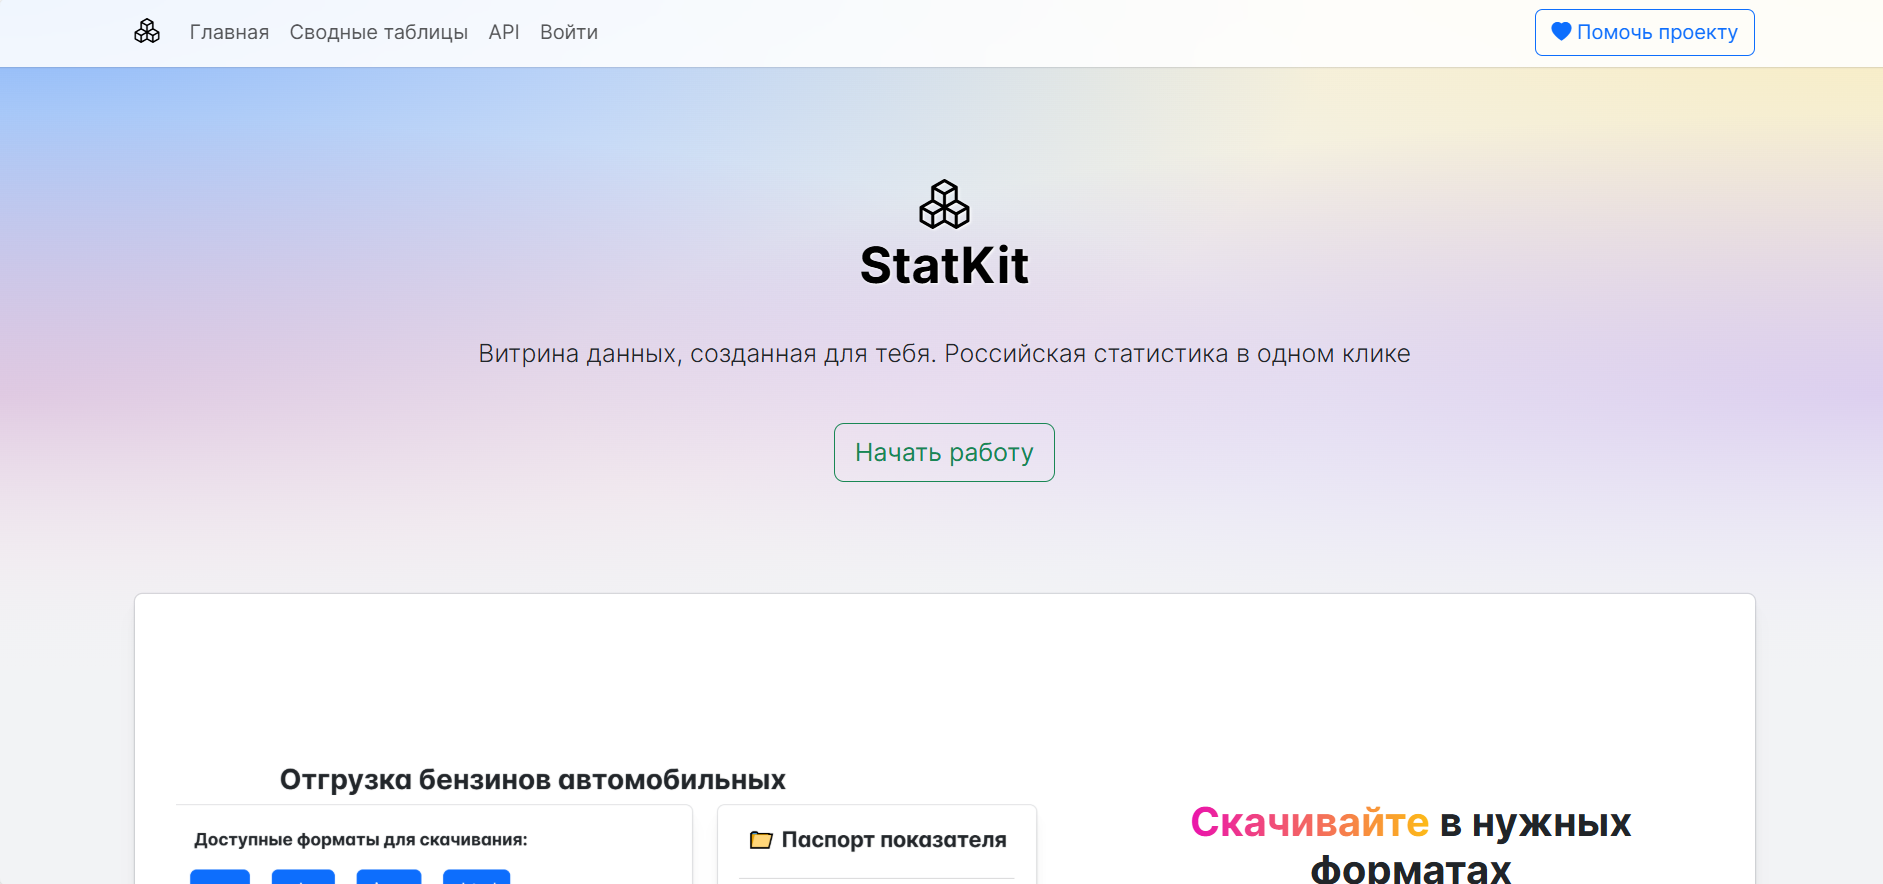 Главная Сводные таблицы API Войти Помочь проекту
StatKit
Витрина данных, созданная для тебя. Российская статистика в одном клике
Начать работу
Отгрузка бензинов автомобильных
Доступные форматы для скачивания:
Паспорт показателя
Скачивайте в нужных
форматах